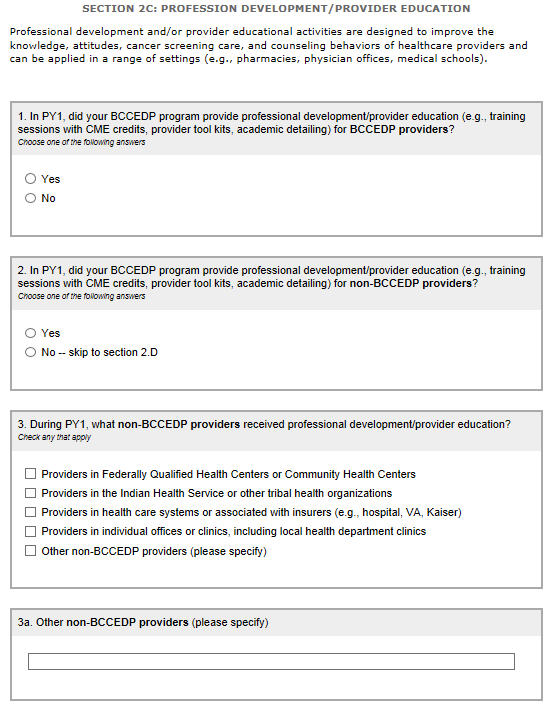 SECTION 2C: PROFESSION DEVELOPMENT/PROVIDER EDUCATION
Professional development and/or provider educational activities are designed to improve the
knowledge, attitudes, cancer screening care, and counseling behaviors of healthcare providers and
can be applied in a range of settings (e.g., pharmacies, physician offices, medical schools).
1. In PY1, did your BCCEDP program provide professional development/provider education (e.g., training
sessions with CME credits, provider tool kits, academic detailing) for BCCEDP providers?
Choose one of the following answers
Yes
No
2. In PY1, did your BCCEDP program provide professional development/provider education (e.g., training
sessions with CME credits, provider tool kits, academic detailing) for non-BCCEDP providers?
Choose one of the following answers
Yes
No -- skip to section 2.D
3. During PY1, what non-BCCEDP providers received professional development/provider education?
Check any that apply
Providers in Federally Qualified Health Centers or Community Health Centers
Providers in the Indian Health Service or other tribal health organizations
Providers in health care systems or associated with insurers (e.g., hospital, VA, Kaiser)
Providers in individual offices or clinics, including local health department clinics
Other non-BCCEDP providers (please specify)
3a. Other non-BCCEDP providers (please specify)